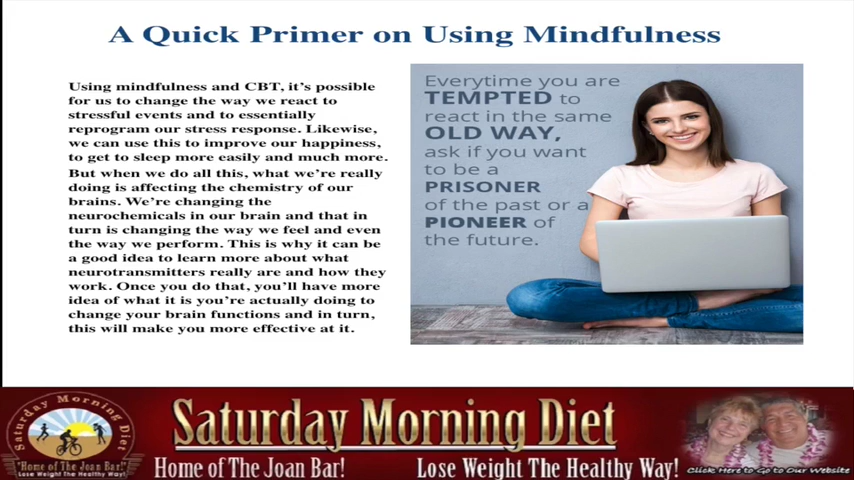 A Quick Primer on Using Mindfulness
Using mindfulness and CBT, it's possible
for us to change the way we react to
stressful events and to essentially
reprogram our stress response. Likewise,
we can use this to improve our happiness,
to get to sleep more easily and much more.
But when we do all this, what we're really
doing is affecting the chemistry of our
brains. We're changing the
neurochemicals in our brain and that in
turn is changing the way we feel and even
the way we perform. This is why it can be
a good idea to learn more about what
neurotransmitters really are and how they
work. Once you do that, you'll have more
idea of what it is you're actually doing to
change your brain functions and in turn,
this will make you more effective at it.
Everytime you are
TEMPTED to
react in the same
OLD WAY,
ask if you want
to be a
PRISONER
of the past or a
PIONEER of
the future.
Saturday Morning Diet
"Home of The Joan Bar!"
Lose Weight The Healthy Way!
Saturday Morning Diet
Home of The Joan Bar! Lose Weight The Healthy Way!
Click Here to Go to Our Website